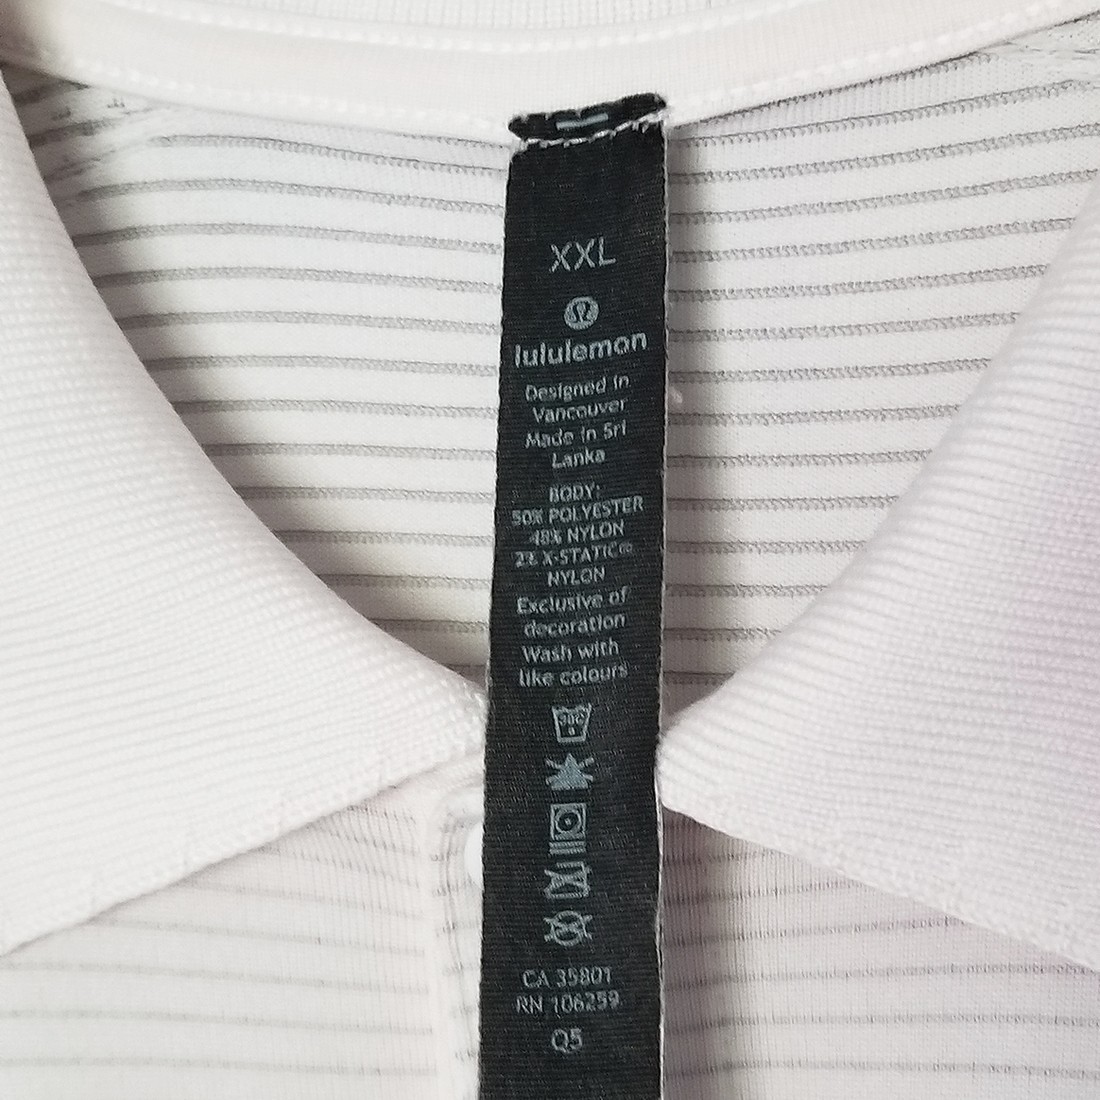 XXL
lululemon
Designed in
Vancouver
Made in Sri
Lanka
BODY:
50% POLYESTER
48% NYLON
2% X-STATIC®
NYLON
Exclusive of
decoration
Wash with
like colours
30C
CA 35801
RN 106259
Q5